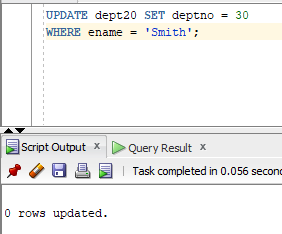 UPDATE dept20 SET deptno = 30
WHERE ename = 'Smith';
Script Output x Query Result x
Task completed in 0.056 second
0 rows updated.